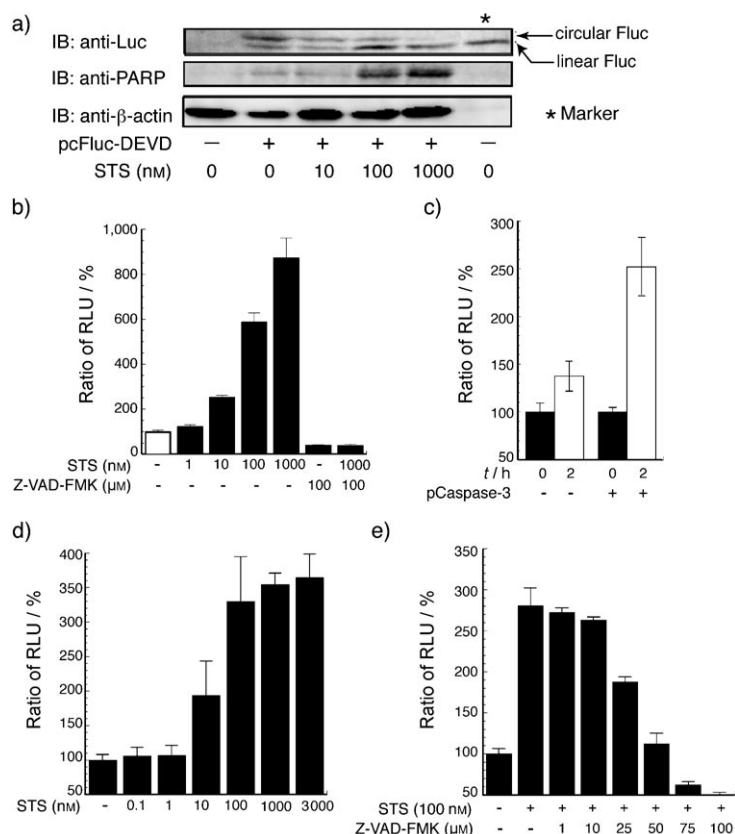 a)
*
IB: anti-Luc
circular Fluc
linear Fluc
IB: anti-PARP
IB: anti-β-actin
* Marker
pcFluc-DEVD – + + + + –
STS (nM) 0 0 10 100 1000 0
b)
Ratio of RLU / %
1,000
800
600
400
200
100
0
STS (nM) - 1 10 100 1000 - 1000
Z-VAD-FMK (μM) - - - - - 100 100
c)
Ratio of RLU / %
300
250
200
150
100
50
t / h 0 2 0 2
pCaspase-3 - - + +
d)
Ratio of RLU / %
400
350
300
250
200
150
100
50
STS (nM) - 0.1 1 10 100 1000 3000
e)
Ratio of RLU / %
350
300
250
200
150
100
50
STS (100 nM) - + + + + + + +
Z-VAD-FMK (μM) - - 1 10 25 50 75 100